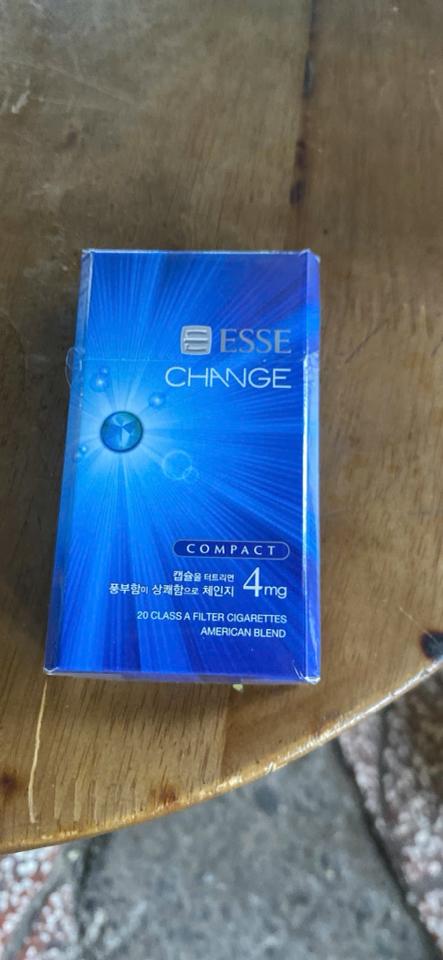 ESSE
CHANGE
COMPACT
캡슐을 터트리면
풍부함이 상쾌함으로 체인지 4mg
20 CLASS A FILTER CIGARETTES
AMERICAN BLEND